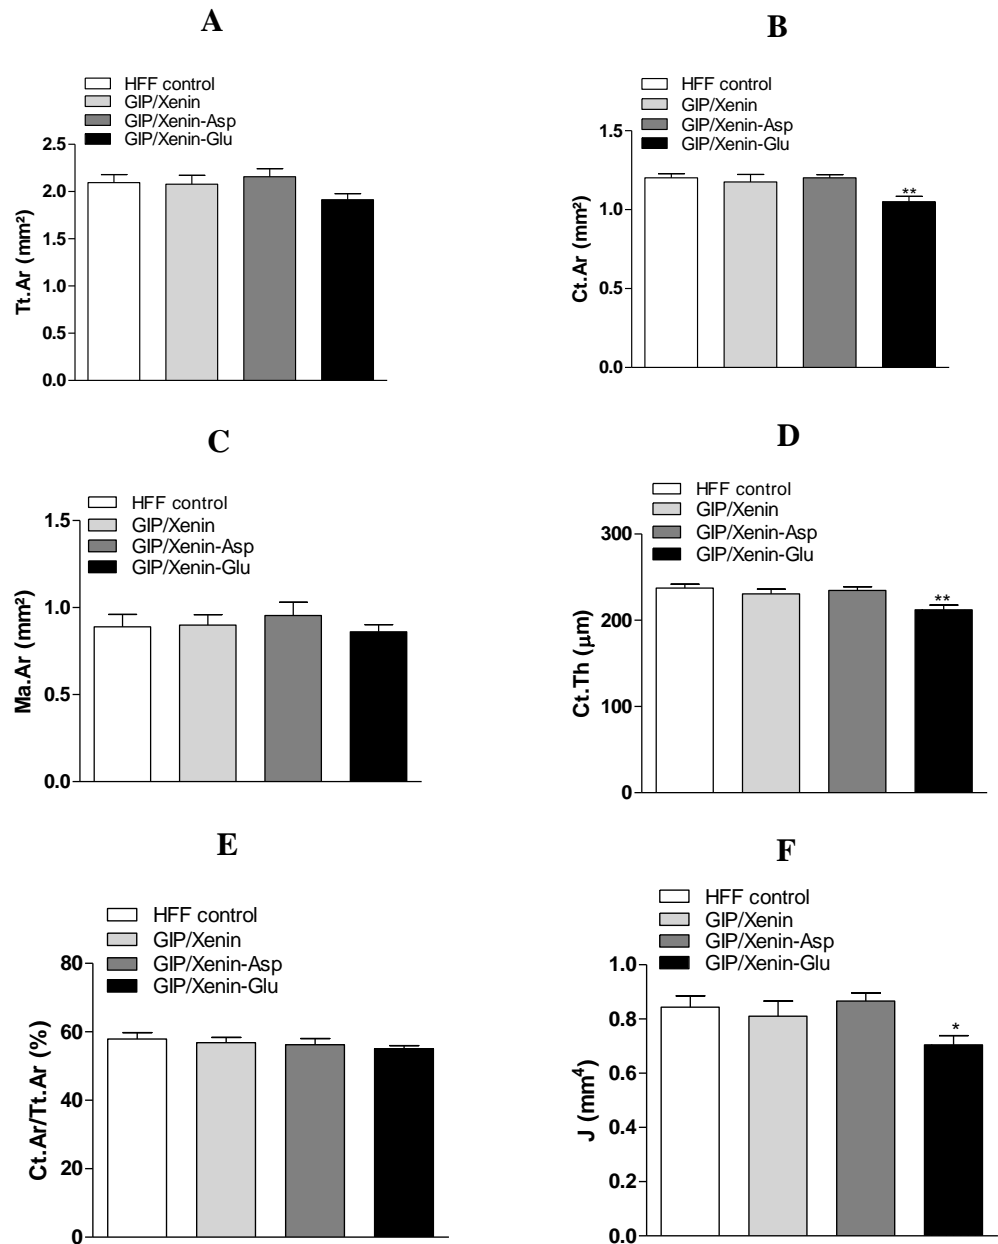 A
HFF control
GIP/Xenin
GIP/Xenin-Asp
GIP/Xenin-Glu
2.5
2.0
1.5
1.0
0.5
0.0
Tt.Ar (mm²)
B
HFF control
GIP/Xenin
GIP/Xenin-Asp
GIP/Xenin-Glu
1.5
1.0
0.5
0.0
Ct.Ar (mm²)
**
C
HFF control
GIP/Xenin
GIP/Xenin-Asp
GIP/Xenin-Glu
1.5
1.0
0.5
0.0
Ma.Ar (mm²)
D
HFF control
GIP/Xenin
GIP/Xenin-Asp
GIP/Xenin-Glu
300
200
100
0
Ct.Th (μm)
**
E
HFF control
GIP/Xenin
GIP/Xenin-Asp
GIP/Xenin-Glu
80
60
40
20
0
Ct.Ar/Tt.Ar (%)
F
HFF control
GIP/Xenin
GIP/Xenin-Asp
GIP/Xenin-Glu
1.0
0.8
0.6
0.4
0.2
0.0
J (mm⁴)
*